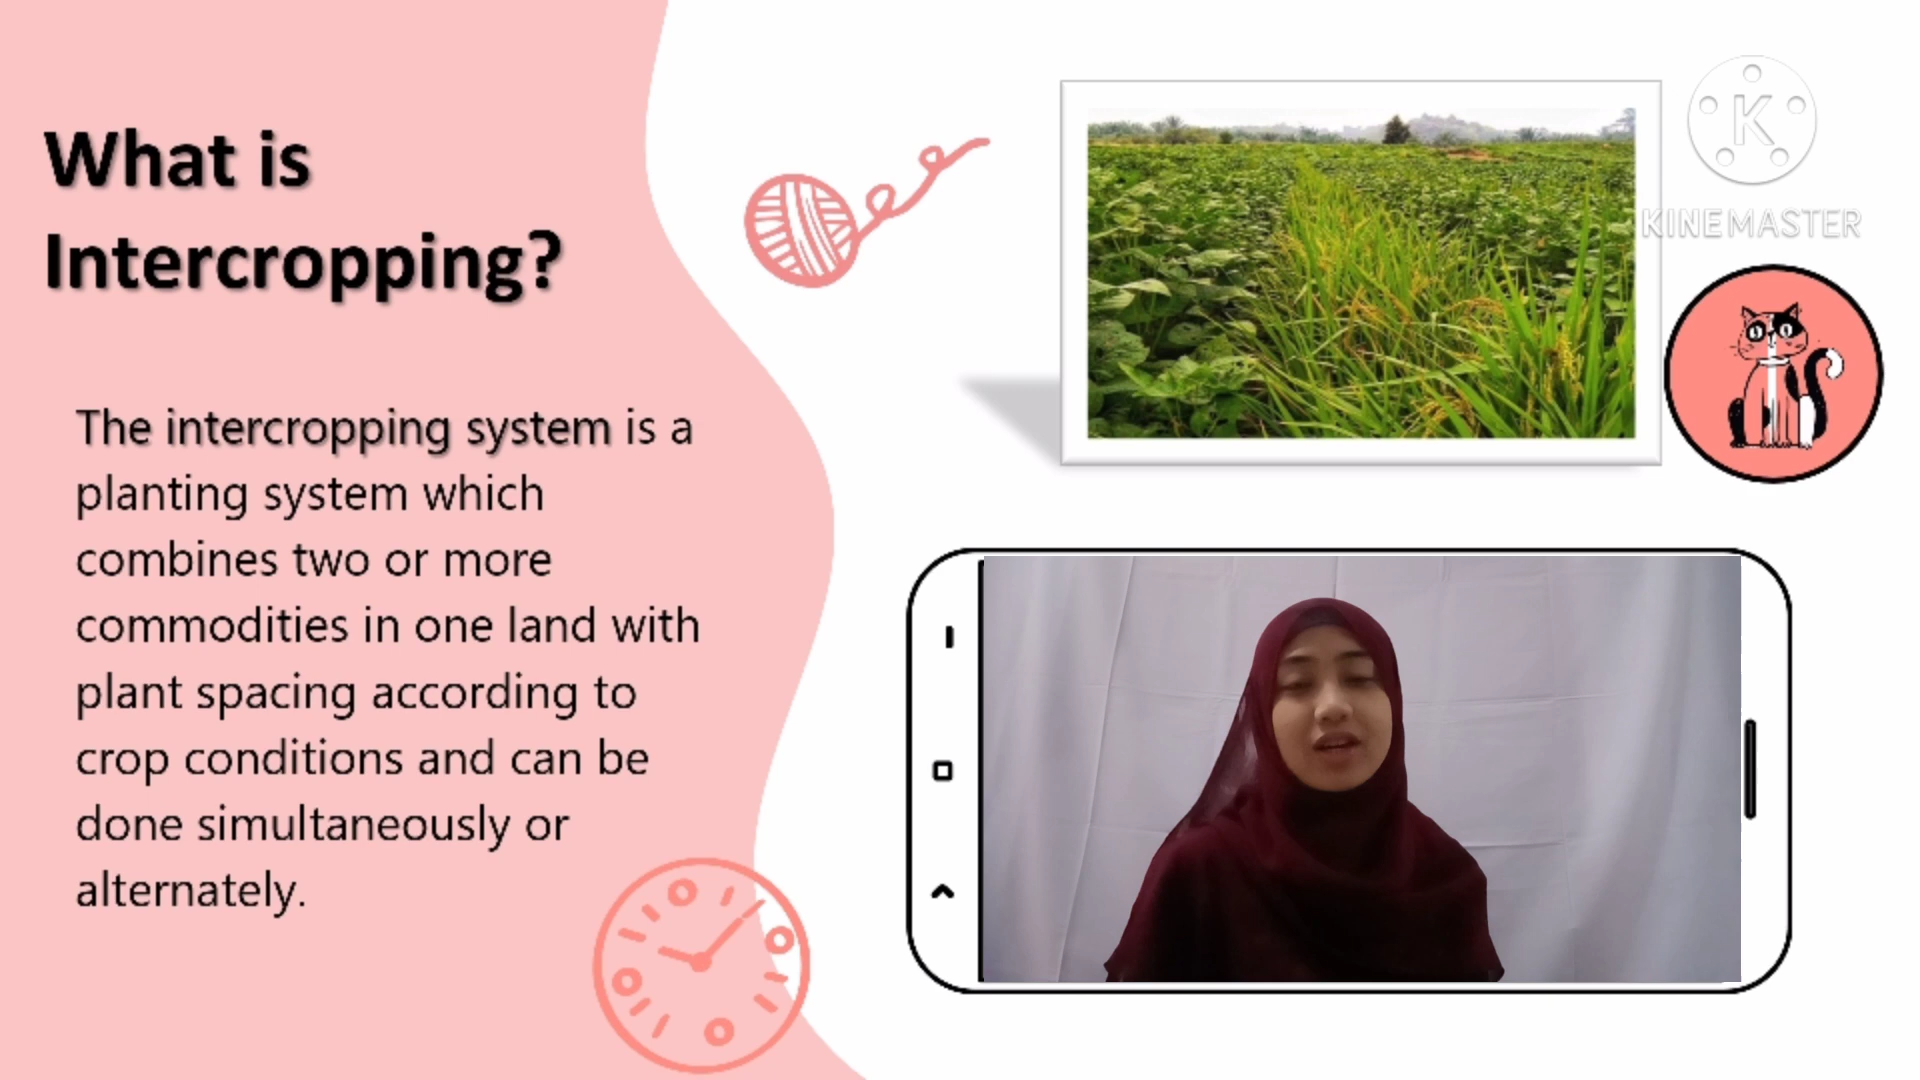 What is
Intercropping?
The intercropping system is a
planting system which
combines two or more
commodities in one land with
plant spacing according to
crop conditions and can be
done simultaneously or
alternately.
K
KINEMASTER